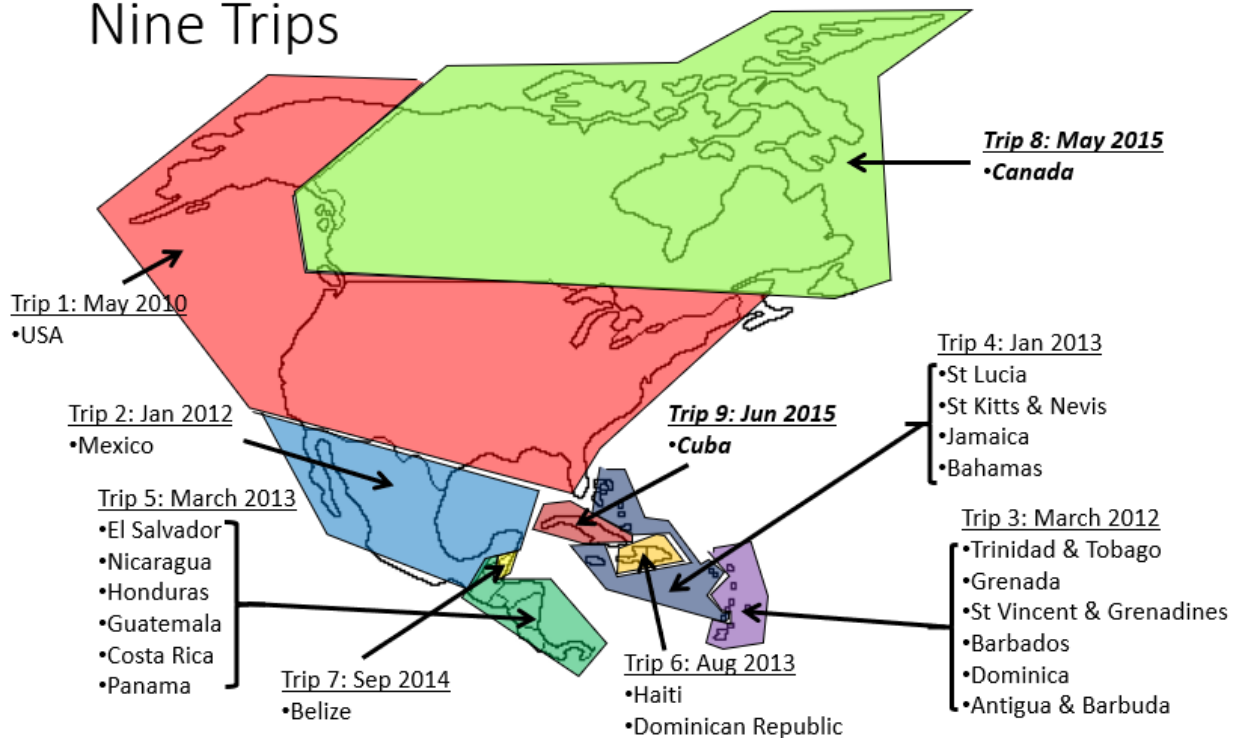 Nine Trips
Trip 8: May 2015
•Canada
Trip 1: May 2010
•USA
Trip 4: Jan 2013
•St Lucia
•St Kitts & Nevis
•Jamaica
•Bahamas
Trip 2: Jan 2012
•Mexico
Trip 9: Jun 2015
•Cuba
Trip 5: March 2013
•El Salvador
•Nicaragua
•Honduras
•Guatemala
•Costa Rica
•Panama
Trip 3: March 2012
•Trinidad & Tobago
•Grenada
•St Vincent & Grenadines
•Barbados
•Dominica
•Antigua & Barbuda
Trip 7: Sep 2014
•Belize
Trip 6: Aug 2013
•Haiti
•Dominican Republic